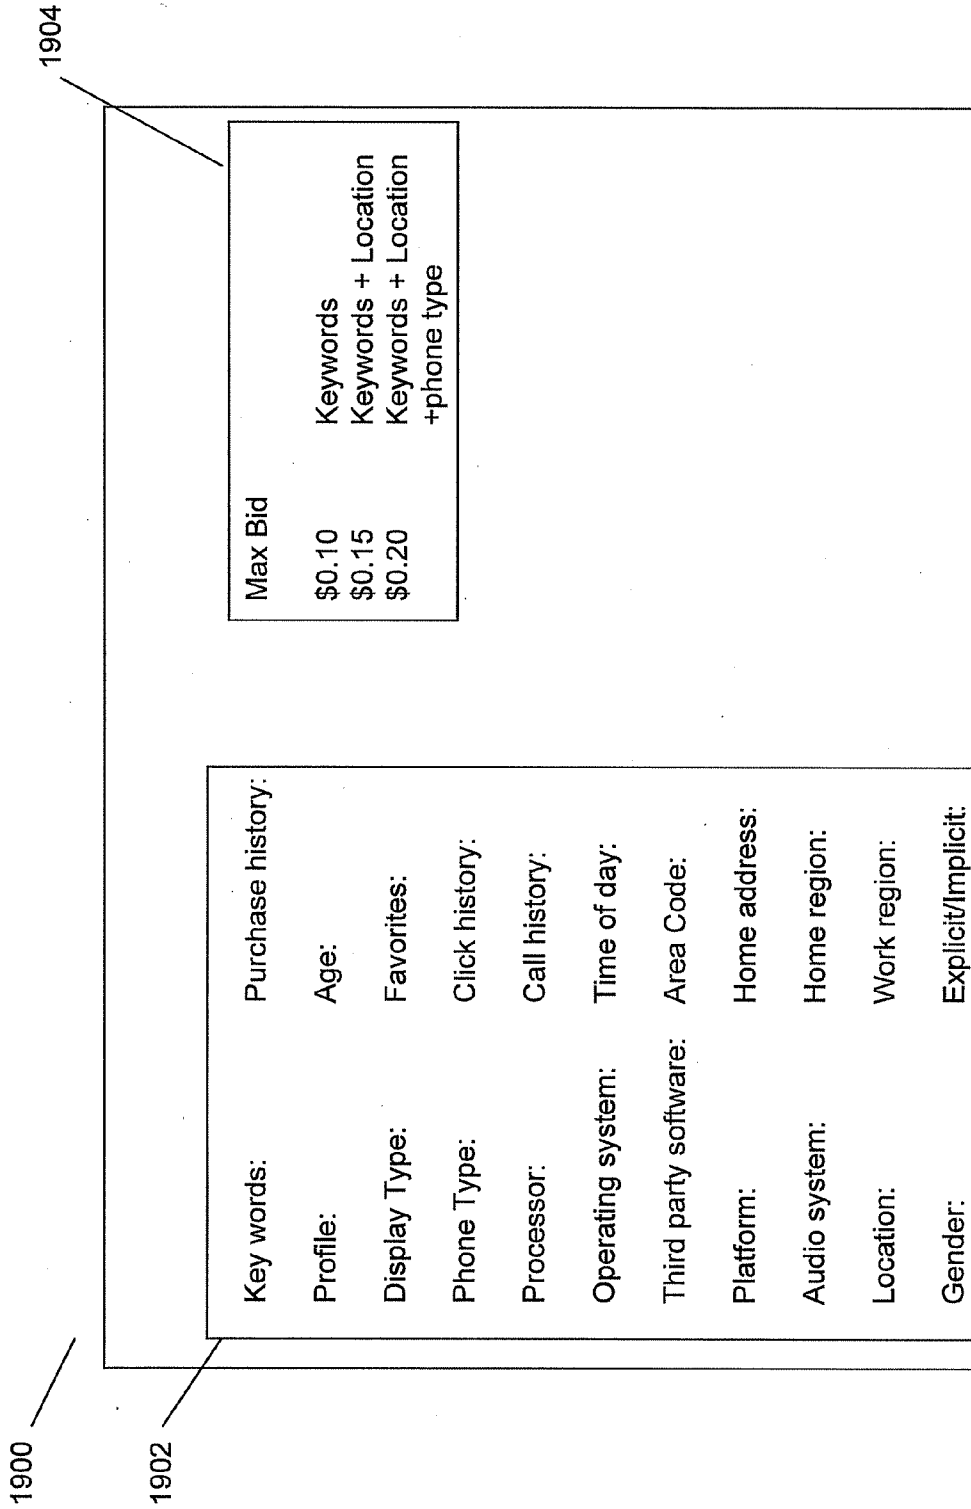 1900
1902
1904
Key words: Purchase history:
Profile: Age:
Display Type: Favorites:
Phone Type: Click history:
Processor: Call history:
Operating system: Time of day:
Third party software: Area Code:
Platform: Home address:
Audio system: Home region:
Location: Work region:
Gender: Explicit/Implicit:
Max Bid
$0.10 Keywords
$0.15 Keywords + Location
$0.20 Keywords + Location
+phone type